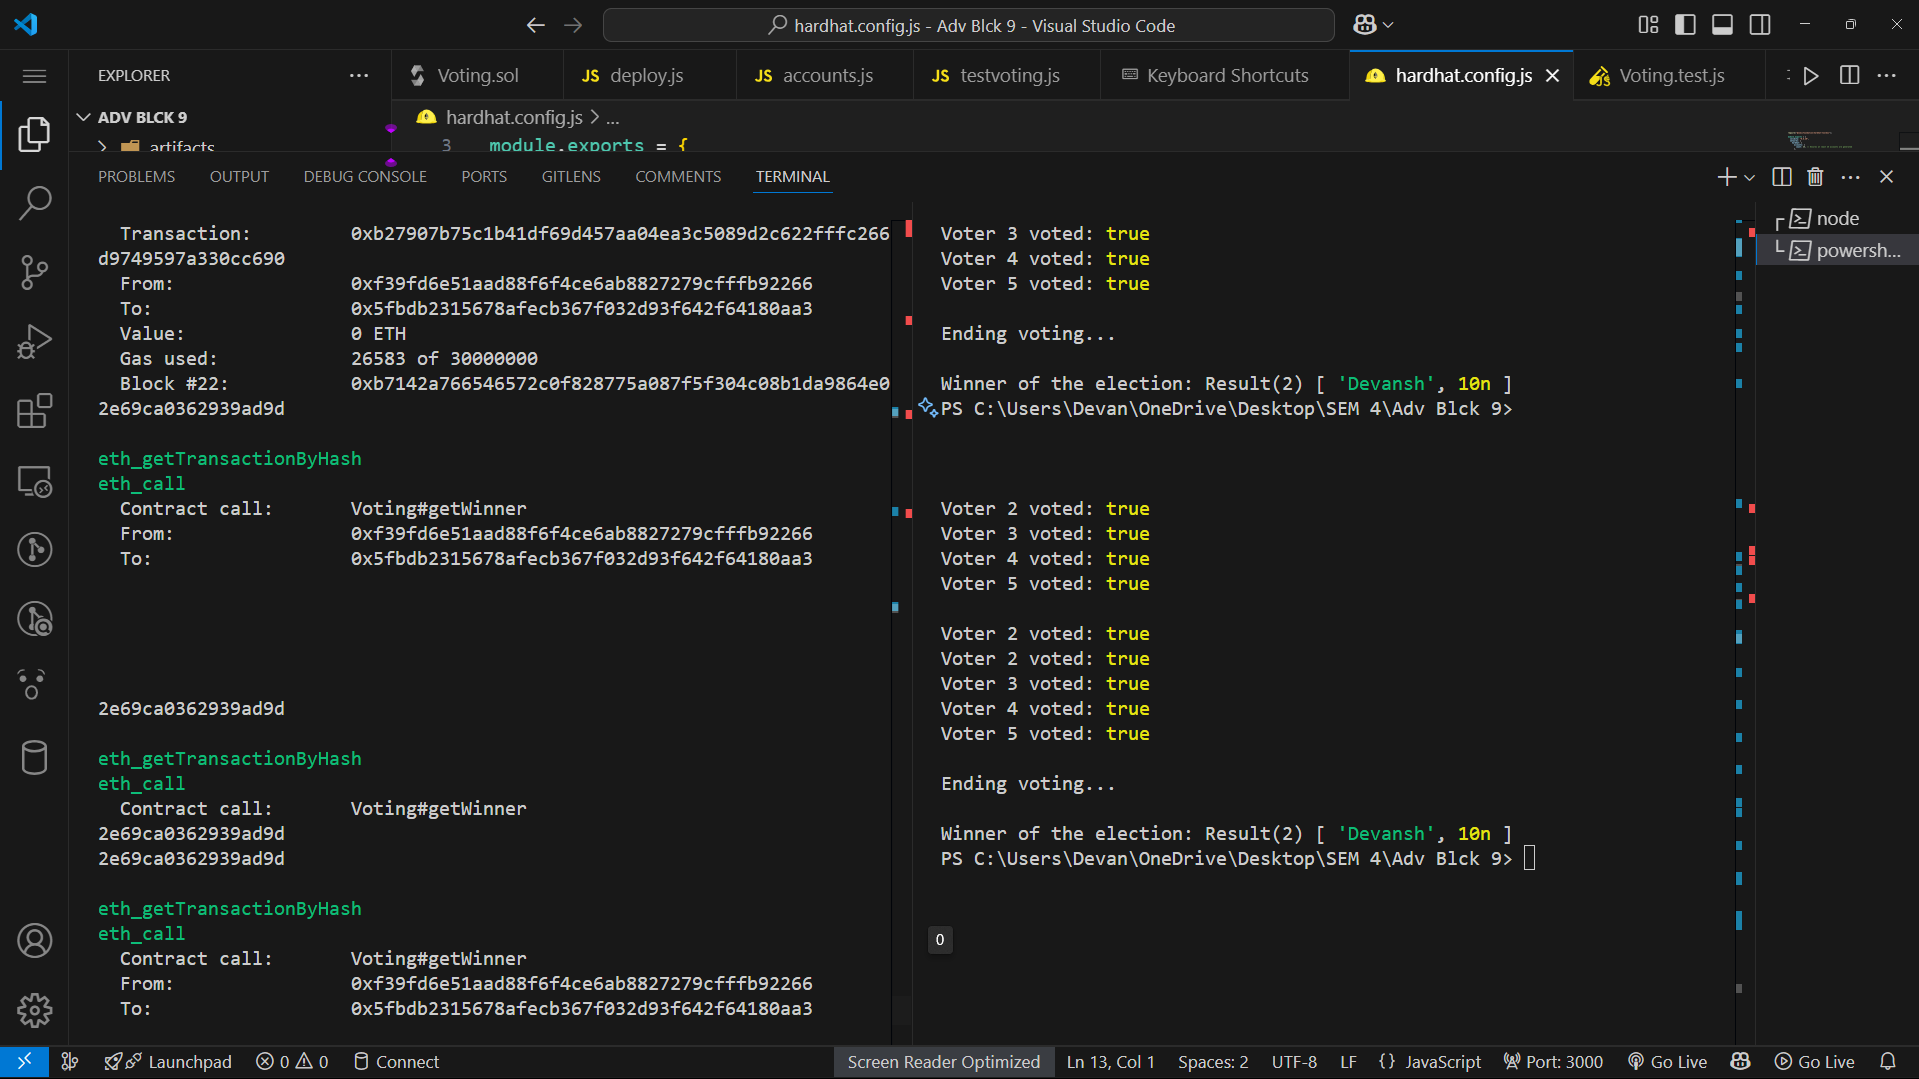 hardhat.config.js - Adv Blck 9 - Visual Studio Code
EXPLORER
Voting.sol
JS deploy.js
JS accounts.js
JS testvoting.js
Keyboard Shortcuts
hardhat.config.js
Voting.test.js
ADV BLCK 9
artifacts
hardhat.config.js > ...
3 module.exports = {
PROBLEMS OUTPUT DEBUG CONSOLE PORTS GITLENS COMMENTS TERMINAL
Transaction: 0xb27907b75c1b41df69d457aa04ea3c5089d2c622fffc266
d9749597a330cc690
From: 0xf39fd6e51aad88f6f4ce6ab8827279cfffb92266
To: 0x5fbdb2315678afecb367f032d93f642f64180aa3
Value: 0 ETH
Gas used: 26583 of 30000000
Block #22: 0xb7142a766546572c0f828775a087f5f304c08b1da9864e0
2e69ca0362939ad9d
eth_getTransactionByHash
eth_call
Contract call: Voting#getWinner
From: 0xf39fd6e51aad88f6f4ce6ab8827279cfffb92266
To: 0x5fbdb2315678afecb367f032d93f642f64180aa3
2e69ca0362939ad9d
eth_getTransactionByHash
eth_call
Contract call: Voting#getWinner
2e69ca0362939ad9d
2e69ca0362939ad9d
eth_getTransactionByHash
eth_call
Contract call: Voting#getWinner
From: 0xf39fd6e51aad88f6f4ce6ab8827279cfffb92266
To: 0x5fbdb2315678afecb367f032d93f642f64180aa3
Voter 3 voted: true
Voter 4 voted: true
Voter 5 voted: true
Ending voting...
Winner of the election: Result(2) [ 'Devansh', 10n ]
PS C:\Users\Devan\OneDrive\Desktop\SEM 4\Adv Blck 9>
Voter 2 voted: true
Voter 3 voted: true
Voter 4 voted: true
Voter 5 voted: true
Voter 2 voted: true
Voter 2 voted: true
Voter 3 voted: true
Voter 4 voted: true
Voter 5 voted: true
Ending voting...
Winner of the election: Result(2) [ 'Devansh', 10n ]
PS C:\Users\Devan\OneDrive\Desktop\SEM 4\Adv Blck 9>
0
node
powersh...
Launchpad 0 0 Connect Screen Reader Optimized Ln 13, Col 1 Spaces: 2 UTF-8 LF {} JavaScript Port: 3000 Go Live Go Live